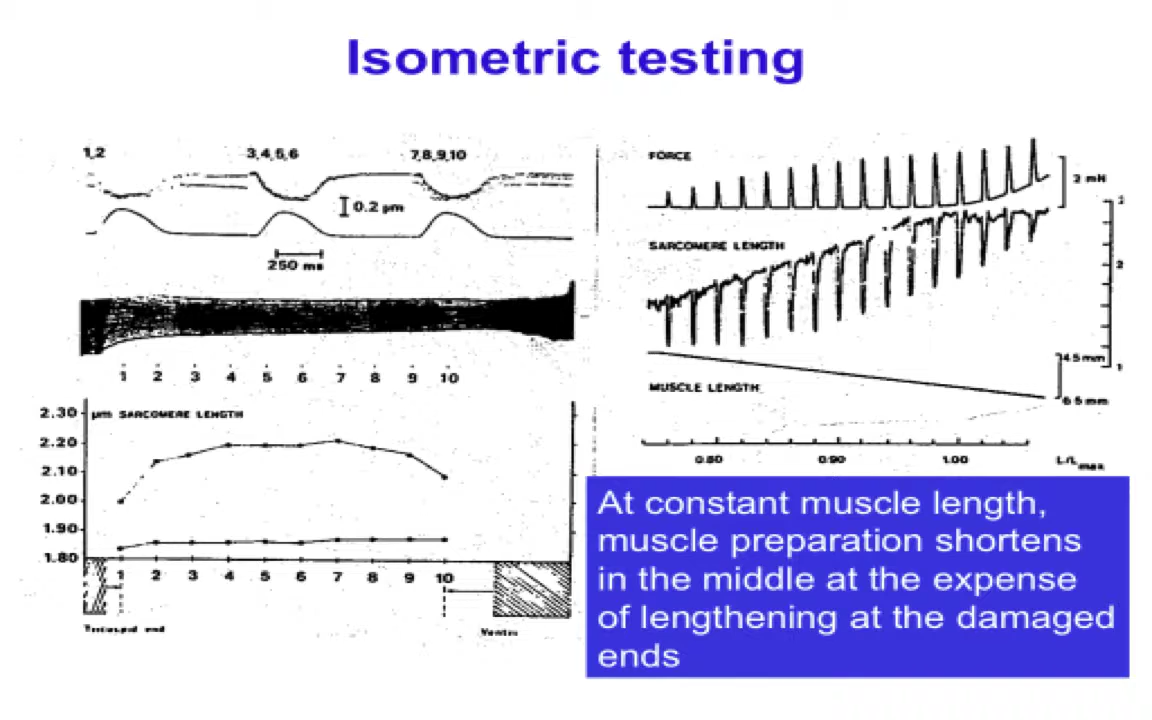 Isometric testing
1,2 3,4,5,6 7,8,9,10
0.2 µm
250 ms
1 2 3 4 5 6 7 8 9 10
2.30 µm SARCOMERE LENGTH
2.20
2.10
2.00
1.90
1.80
1 2 3 4 5 6 7 8 9 10
end
FORCE
2 mN
SARCOMERE LENGTH
2
1
4.5 mm
MUSCLE LENGTH
6.5 mm
0.80 0.90 1.00 L/Lmax
At constant muscle length,
muscle preparation shortens
in the middle at the expense
of lengthening at the damaged
ends